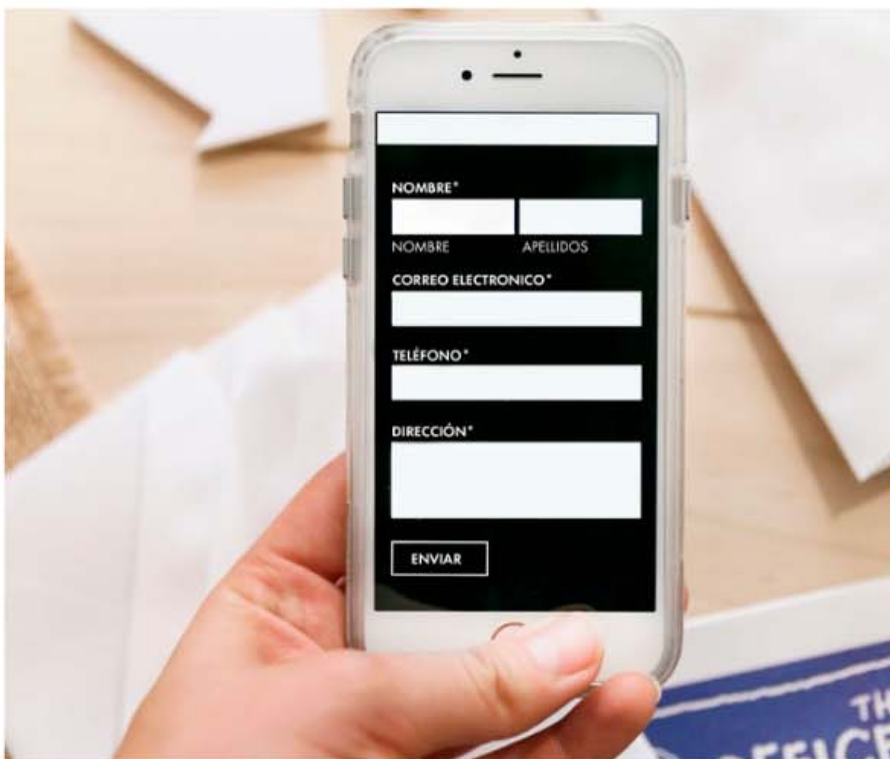 NOMBRE*
NOMBRE APELLIDOS
CORREO ELECTRONICO*
TELÉFONO*
DIRECCIÓN*
ENVIAR